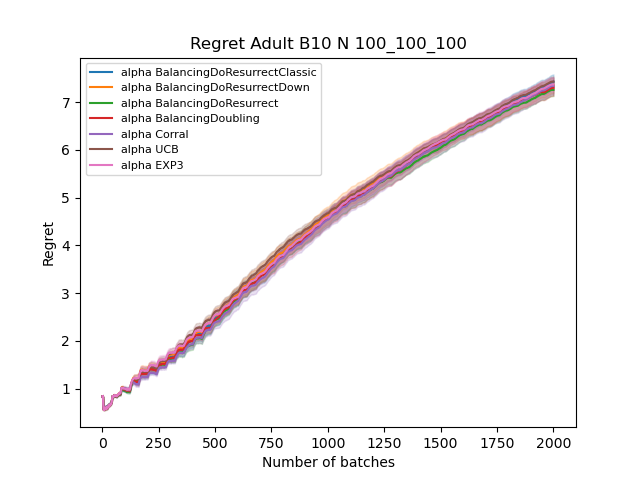 Regret Adult B10 N 100_100_100
alpha BalancingDoResurrectClassic
alpha BalancingDoResurrectDown
alpha BalancingDoResurrect
alpha BalancingDoubling
alpha Corral
alpha UCB
alpha EXP3
7
6
5
4
3
2
1
Regret
0 250 500 750 1000 1250 1500 1750 2000
Number of batches